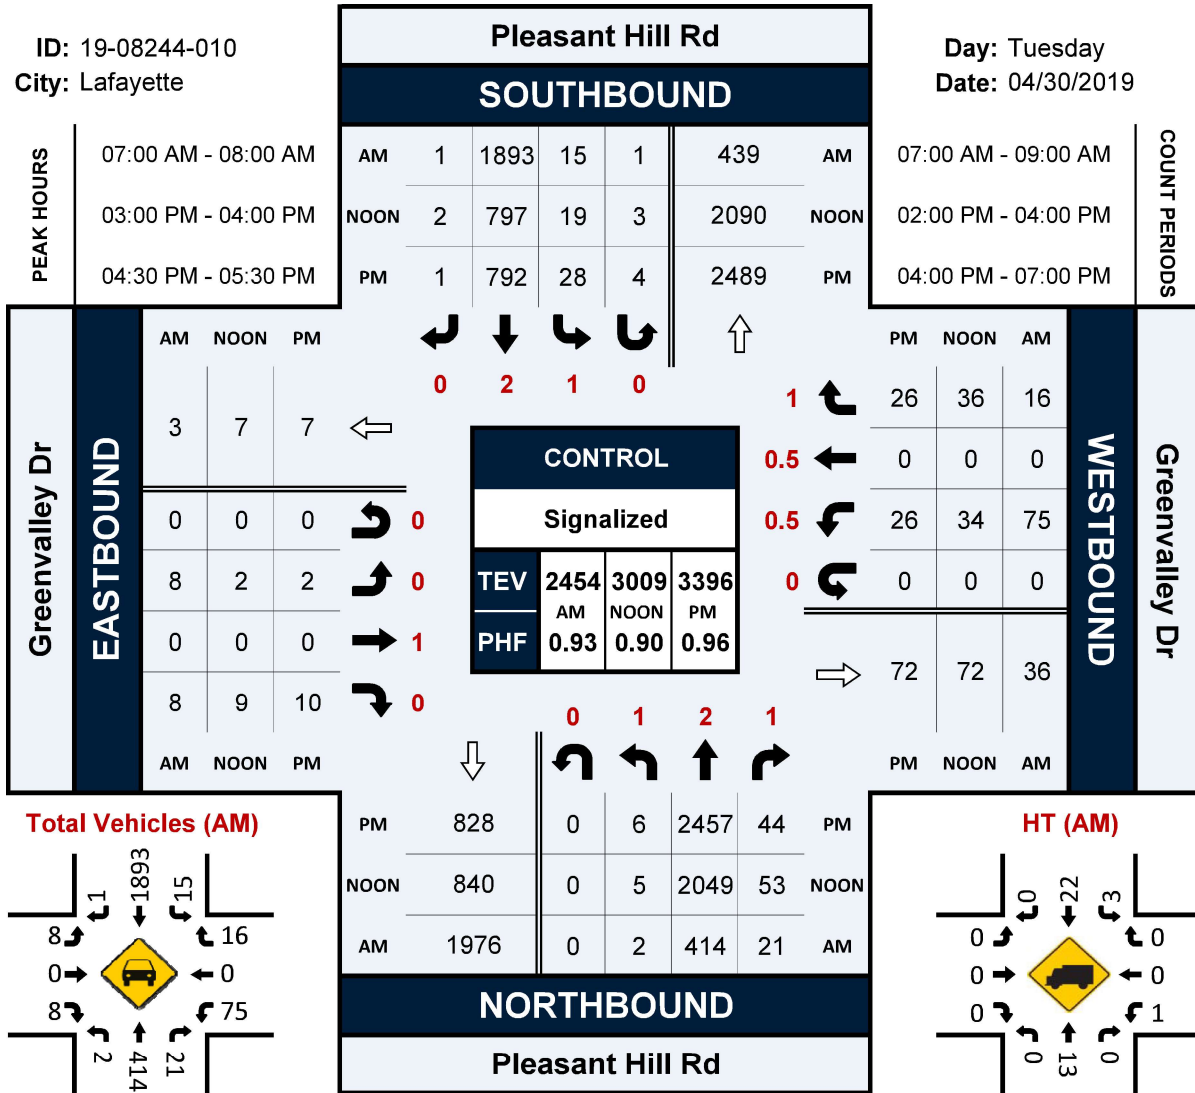 ID: 19-08244-010
City: Lafayette
Pleasant Hill Rd
SOUTHBOUND
Day: Tuesday
Date: 04/30/2019
PEAK HOURS
07:00 AM - 08:00 AM
03:00 PM - 04:00 PM
04:30 PM - 05:30 PM
AM 1 1893 15 1 439 AM
NOON 2 797 19 3 2090 NOON
PM 1 792 28 4 2489 PM
07:00 AM - 09:00 AM
02:00 PM - 04:00 PM
04:00 PM - 07:00 PM
COUNT PERIODS
0 2 1 0
Greenvalley Dr
EASTBOUND
AM NOON PM
3 7 7
0 0 0 0
8 2 2 0
0 0 0 1
8 9 10 0
AM NOON PM
CONTROL
Signalized
TEV 2454 3009 3396
AM NOON PM
PHF 0.93 0.90 0.96
PM NOON AM
1 26 36 16
0.5 0 0 0
0.5 26 34 75
0 0 0 0
72 72 36
PM NOON AM
WESTBOUND
Greenvalley Dr
0 1 2 1
PM 828 0 6 2457 44 PM
NOON 840 0 5 2049 53 NOON
AM 1976 0 2 414 21 AM
NORTHBOUND
Pleasant Hill Rd
Total Vehicles (AM)
1 1893 15
8 16
0 0
8 75
2 414 21
HT (AM)
0 22 3
0 0
0 0
0 1
0 13 0